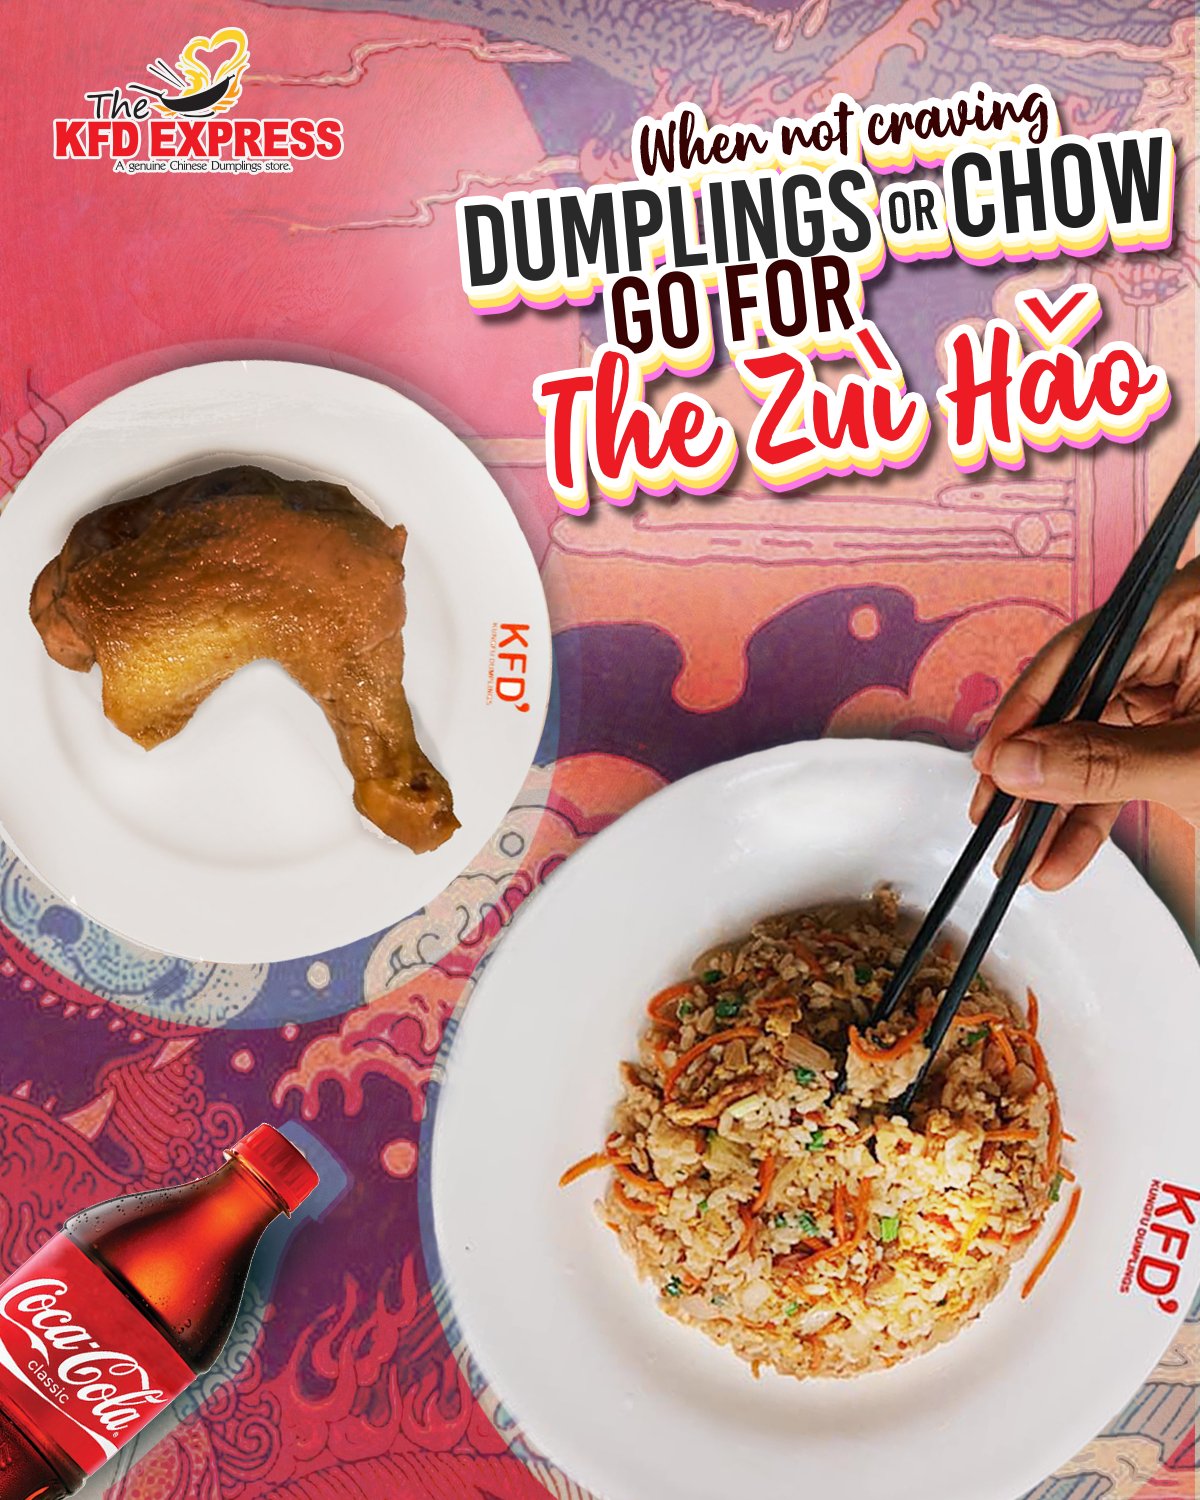 The
KFD EXPRESS
A genuine Chinese Dumplings store.
When not craving
DUMPLINGS OR CHOW
GO FOR
The Zuì Hǎo
KFD’
KUNGFU DUMPLINGS
KFD’
KUNGFU DUMPLINGS
Coca-Cola
classic